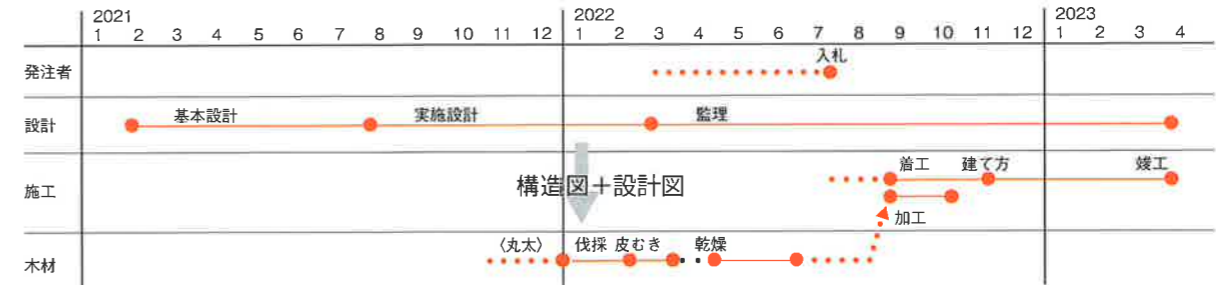 2021 2022 2023
1 2 3 4 5 6 7 8 9 10 11 12 1 2 3 4 5 6 7 8 9 10 11 12 1 2 3 4
発注者 入札
設計 基本設計 実施設計 監理
施工 着工 建て方 竣工
構造図＋設計図
加工
木材 〈丸太〉 伐採 皮むき 乾燥